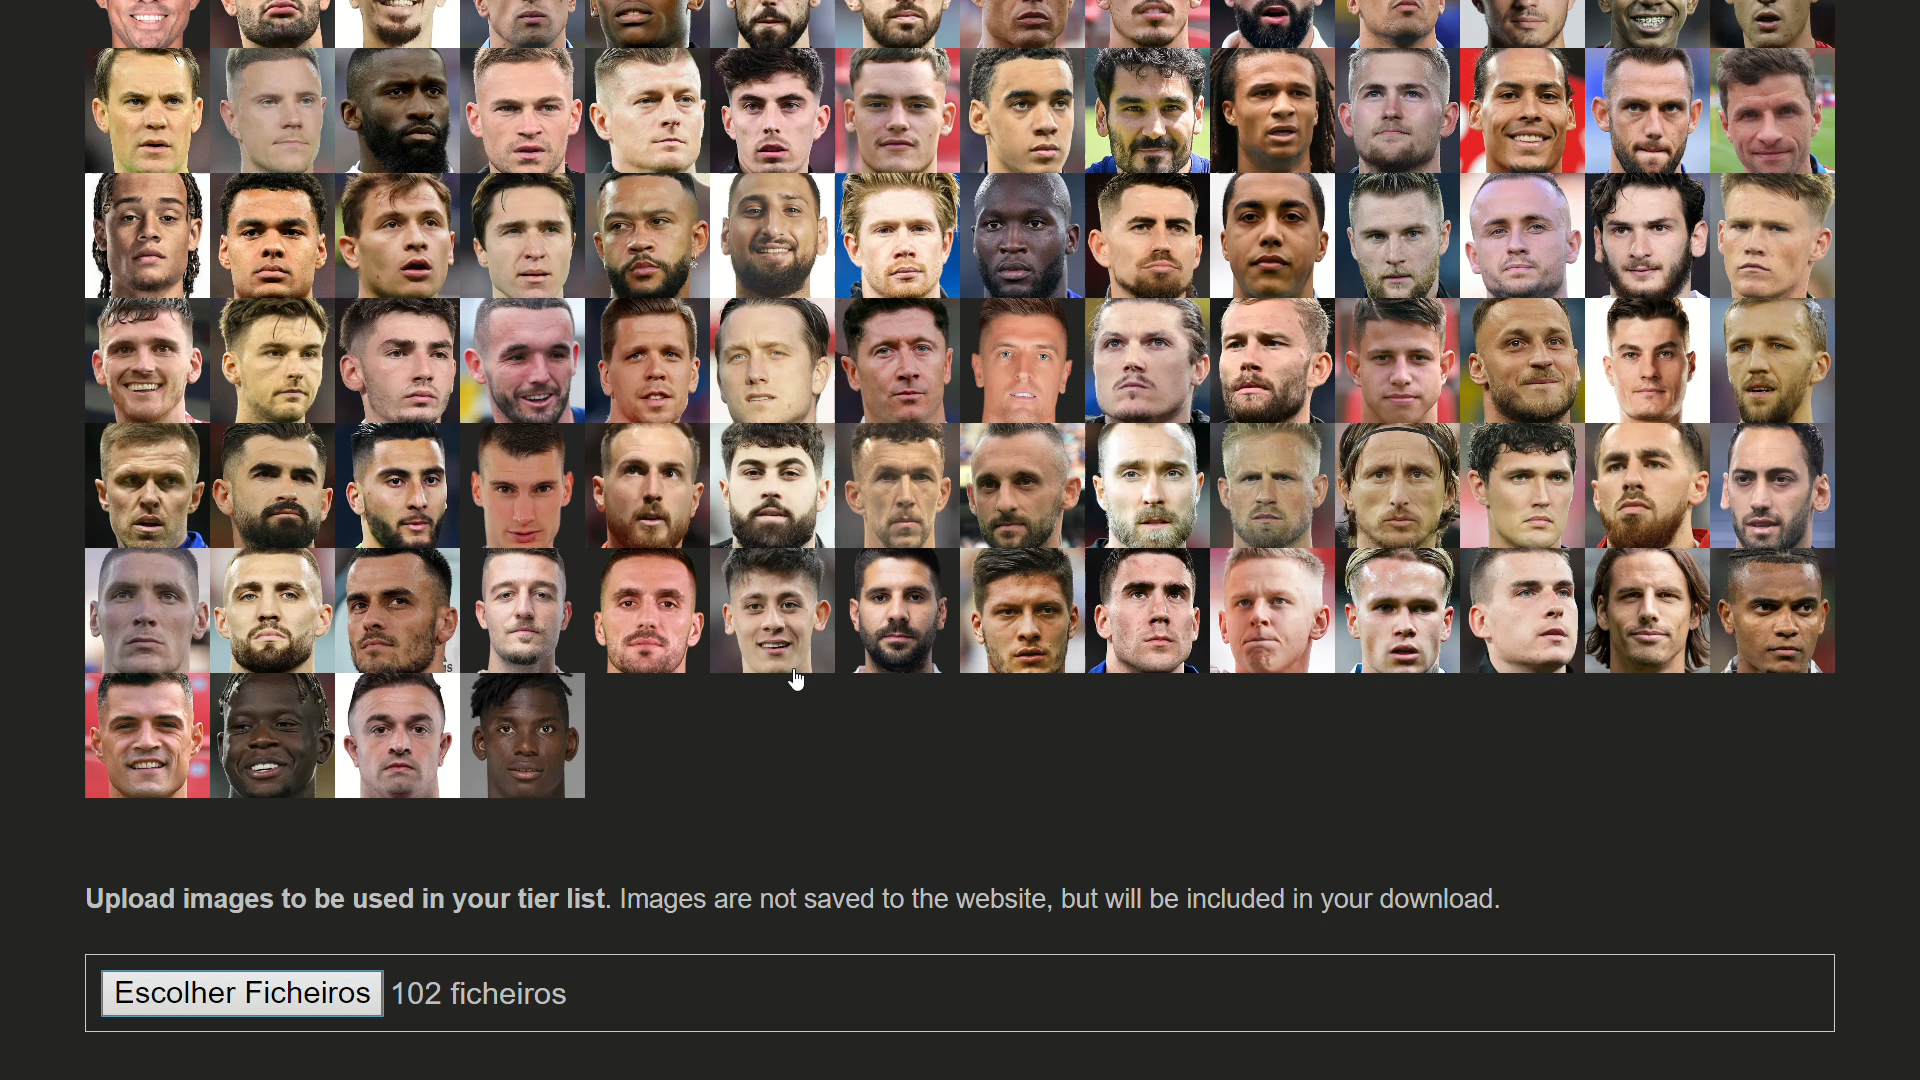 Upload images to be used in your tier list. Images are not saved to the website, but will be included in your download.
Escolher Ficheiros 102 ficheiros